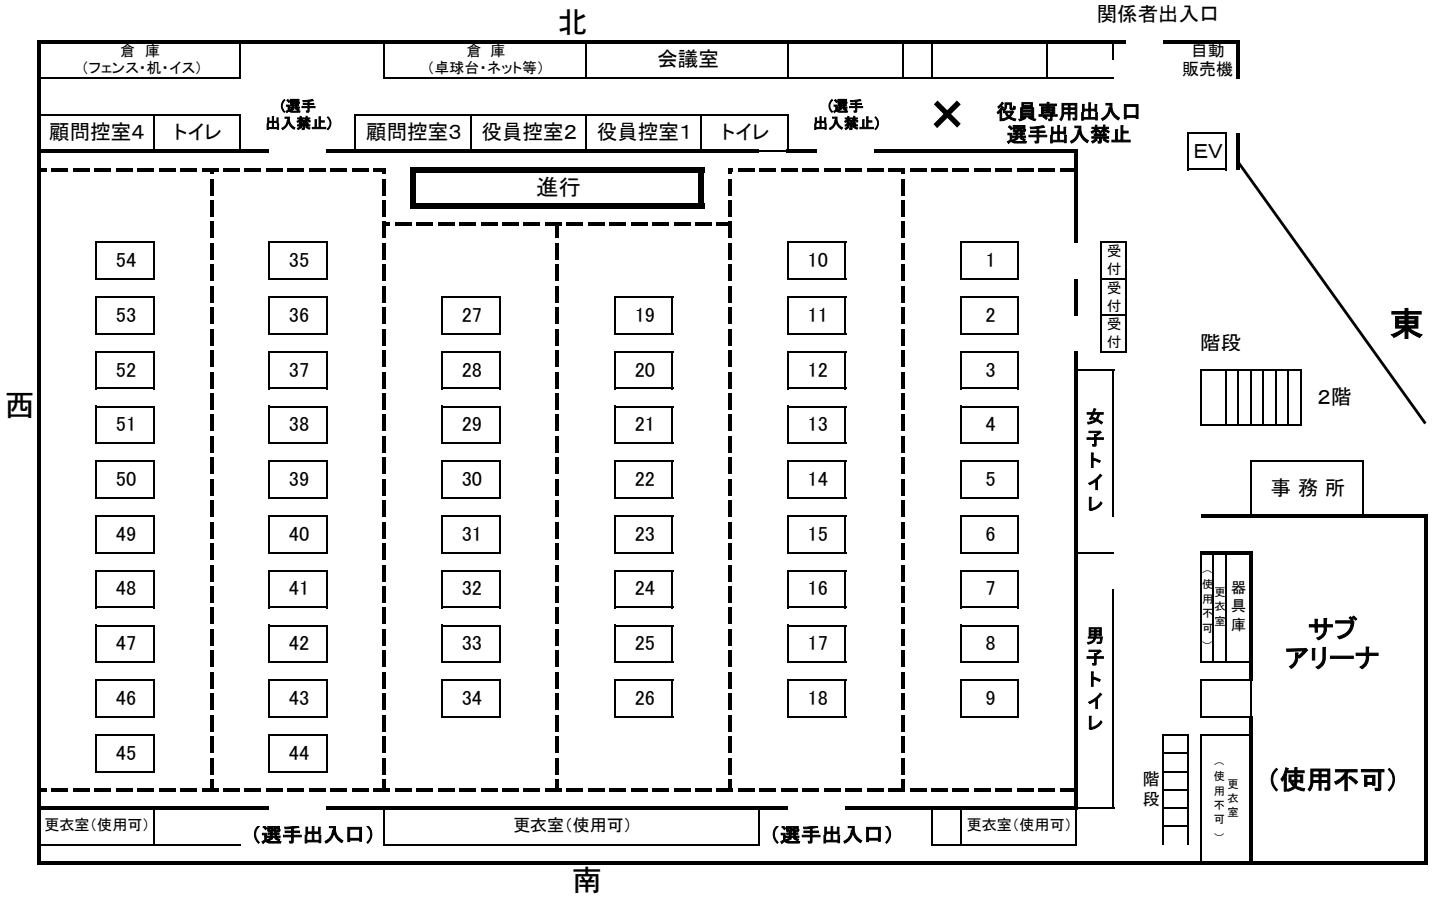 北
関係者出入口
倉 庫
(フェンス・机・イス)
倉 庫
(卓球台・ネット等)
会議室
自動
販売機
顧問控室4
トイレ
(選手
出入禁止)
顧問控室3
役員控室2
役員控室1
トイレ
(選手
出入禁止)
×
役員専用出入口
選手出入禁止
EV
進行
54
35
10
1
受付
53
36
27
19
11
2
受付
受付
東
52
37
28
20
12
3
階段
2階
西
51
38
29
21
13
4
女子トイレ
50
39
30
22
14
5
事 務 所
49
40
31
23
15
6
48
41
32
24
16
7
器具庫
更衣室
(使用不可)
47
42
33
25
17
8
男子トイレ
サブ
アリーナ
46
43
34
26
18
9
45
44
階段
更衣室
(使用不可)
(使用不可)
更衣室(使用可)
(選手出入口)
更衣室(使用可)
(選手出入口)
更衣室(使用可)
南